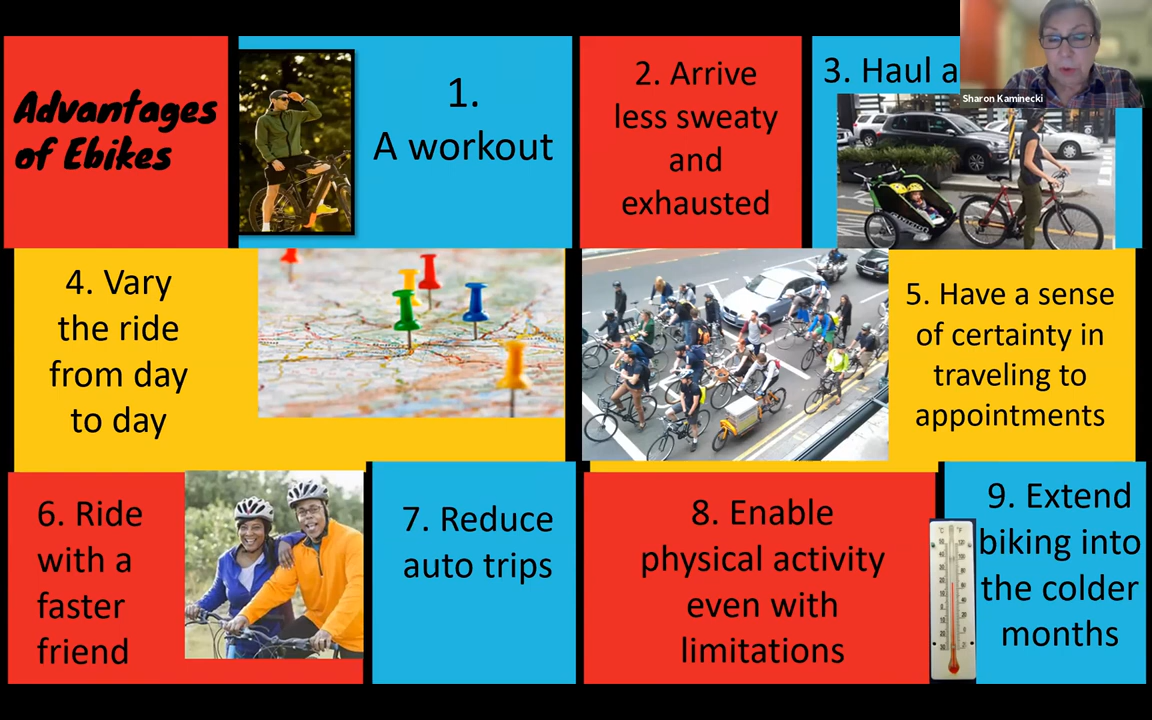 Advantages
of Ebikes
1.
A workout
2. Arrive
less sweaty
and
exhausted
3. Haul a
Sharon Kaminecki
4. Vary
the ride
from day
to day
5. Have a sense
of certainty in
traveling to
appointments
6. Ride
with a
faster
friend
7. Reduce
auto trips
8. Enable
physical activity
even with
limitations
9. Extend
biking into
the colder
months